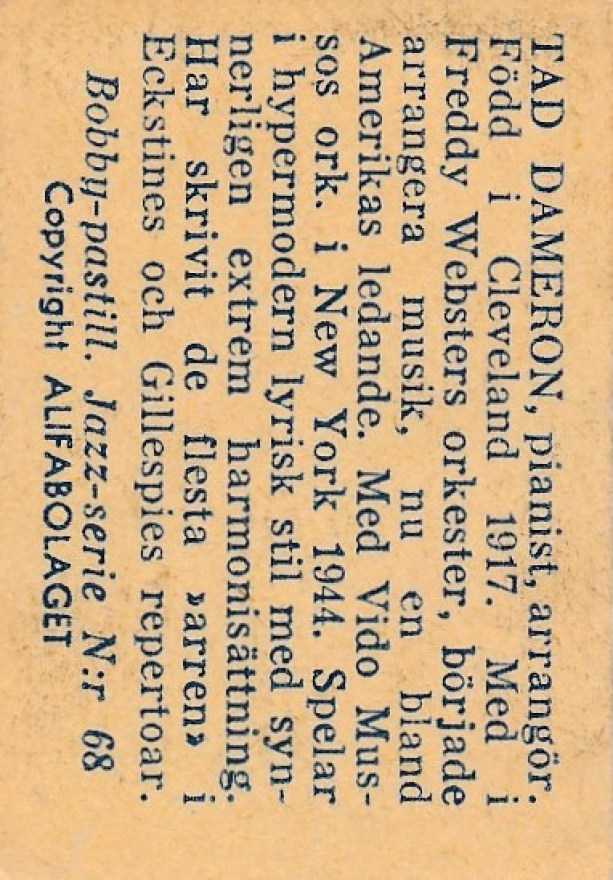 TAD DAMERON, pianist, arrangör.
Född i Cleveland 1917. Med i
Freddy Websters orkester, började
arrangera musik, nu en bland
Amerikas ledande. Med Vido Mus-
sos ork. i New York 1944. Spelar
i hypermodern lyrisk stil med syn-
nerligen extrem harmonisättning.
Har skrivit de flesta »arren» i
Eckstines och Gillespies repertoar.
Bobby-pastill. Jazz-serie N:r 68
Copyright ALIFABOLAGET